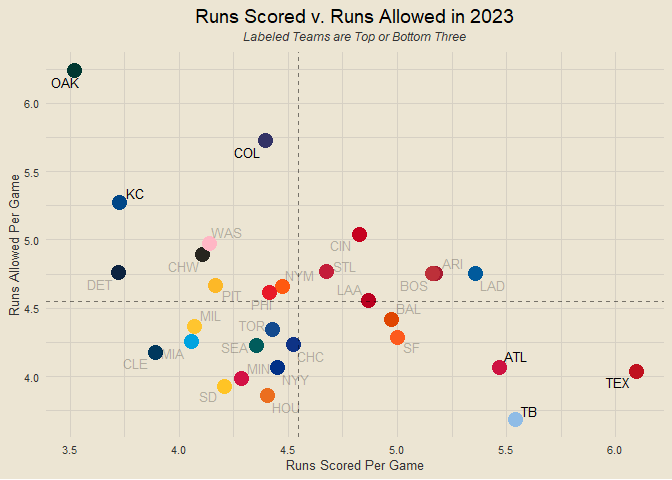 Runs Scored v. Runs Allowed in 2023
Labeled Teams are Top or Bottom Three
OAK
6.0
COL
5.5
KC
WAS
5.0
CIN
CHW
STL
ARI
DET
NYM
LAA
BOS
LAD
PIT
PHI
4.5
MIL
BAL
TOR
SEA
SF
MIA
CHC
CLE
ATL
MIN
4.0
NYY
TEX
SD
HOU
TB
3.5
4.0
4.5
5.0
5.5
6.0
Runs Scored Per Game
Runs Allowed Per Game